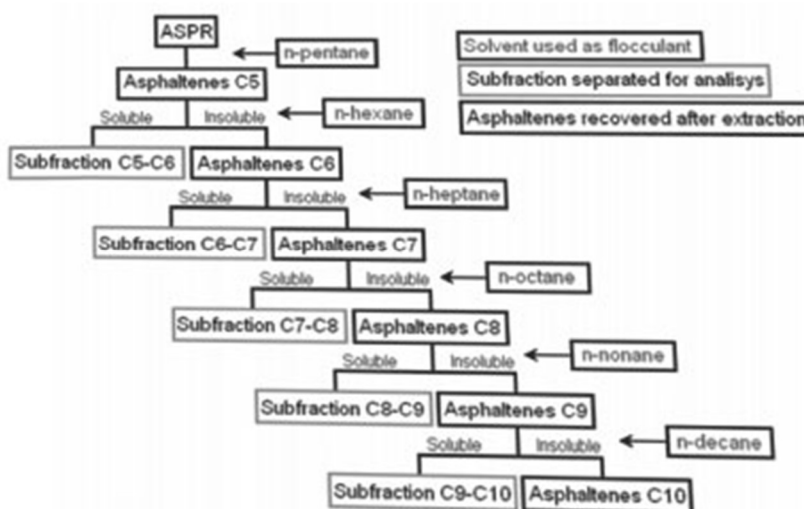 ASPR
n-pentane
Solvent used as flocculant
Asphaltenes C5
Subfraction separated for analisys
Soluble Insoluble
n-hexane
Asphaltenes recovered after extraction
Subfraction C5-C6 Asphaltenes C6
Soluble Insoluble
n-heptane
Subfraction C6-C7 Asphaltenes C7
Soluble Insoluble
n-octane
Subfraction C7-C8 Asphaltenes C8
Soluble Insoluble
n-nonane
Subfraction C8-C9 Asphaltenes C9
Soluble Insoluble
n-decane
Subfraction C9-C10 Asphaltenes C10